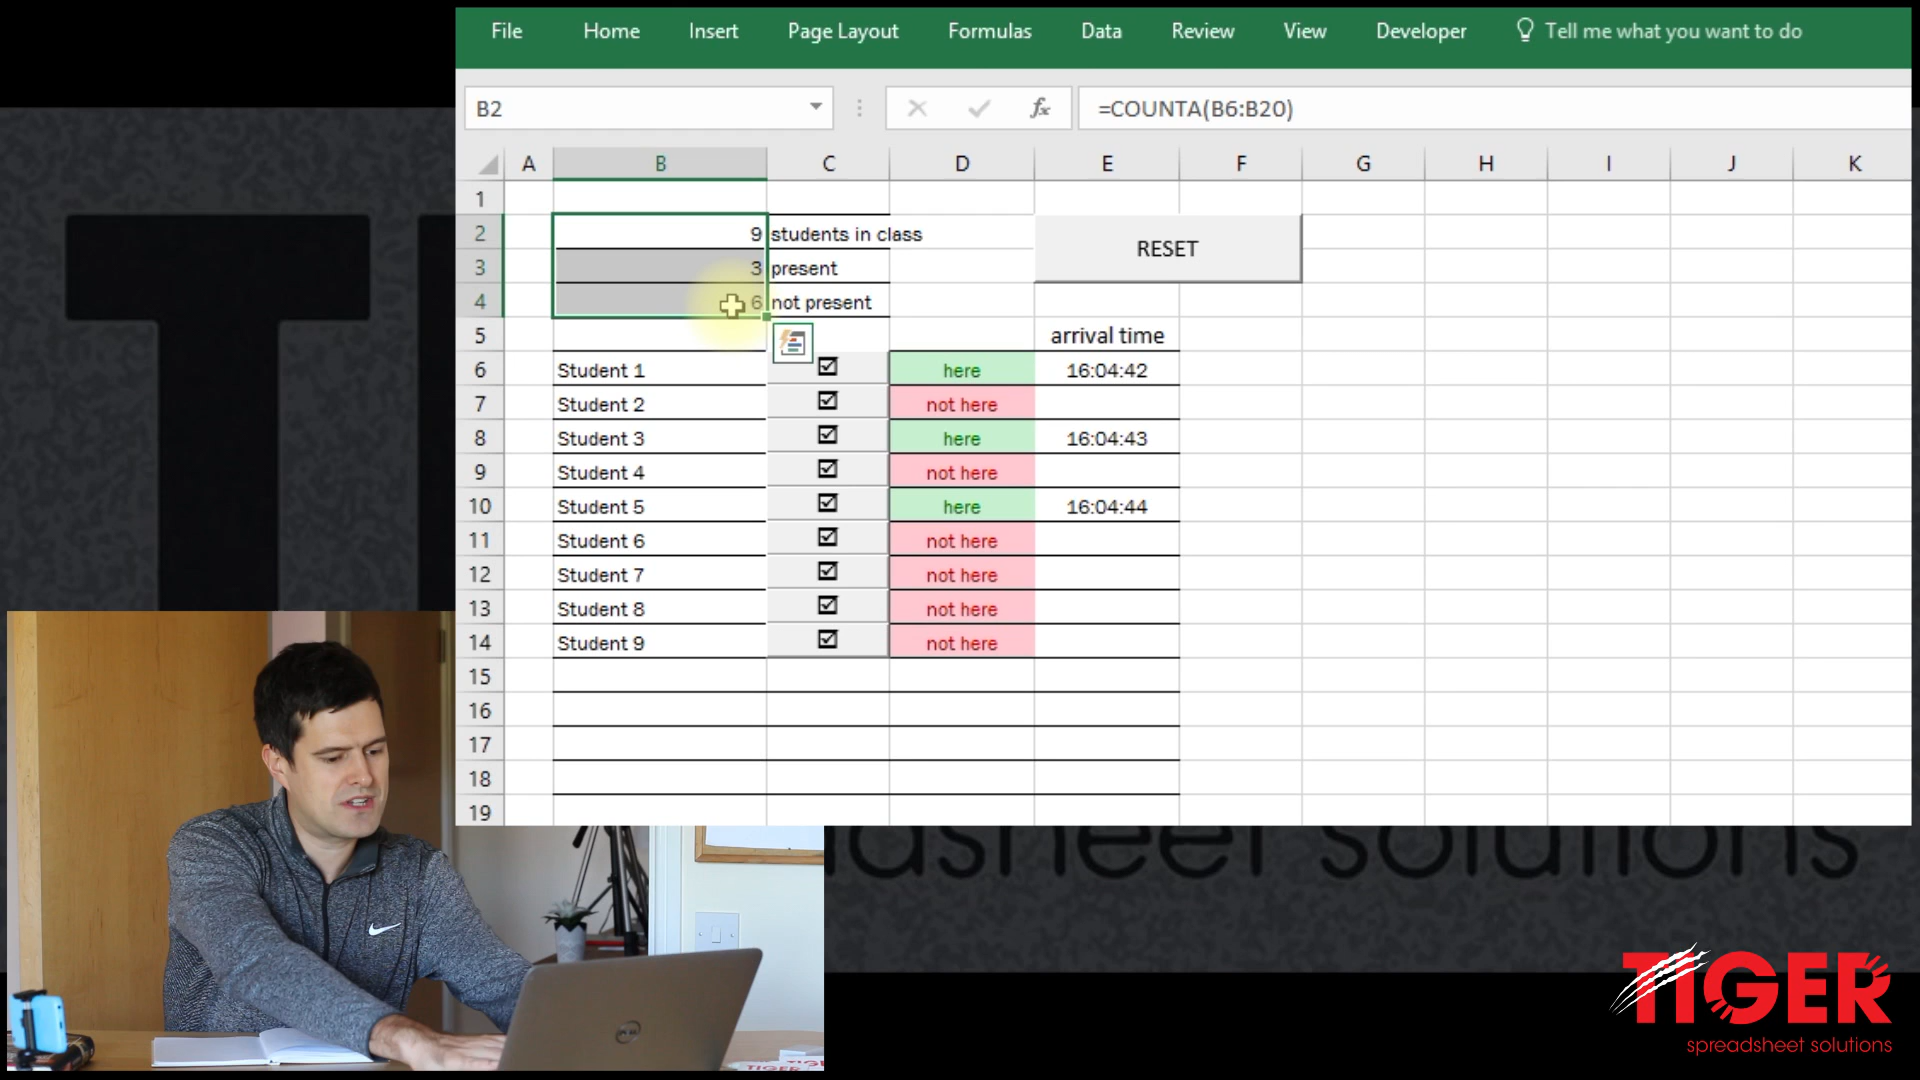 File Home Insert Page Layout Formulas Data Review View Developer Tell me what you want to do
B2 fx =COUNTA(B6:B20)
A B C D E F G H I J K
1
2 9 students in class RESET
3 3 present
4 6 not present
5 arrival time
6 Student 1 here 16:04:42
7 Student 2 not here
8 Student 3 here 16:04:43
9 Student 4 not here
10 Student 5 here 16:04:44
11 Student 6 not here
12 Student 7 not here
13 Student 8 not here
14 Student 9 not here
15
16
17
18
19
adsheet solutions
DELL
TIGER
TIGER
spreadsheet solutions